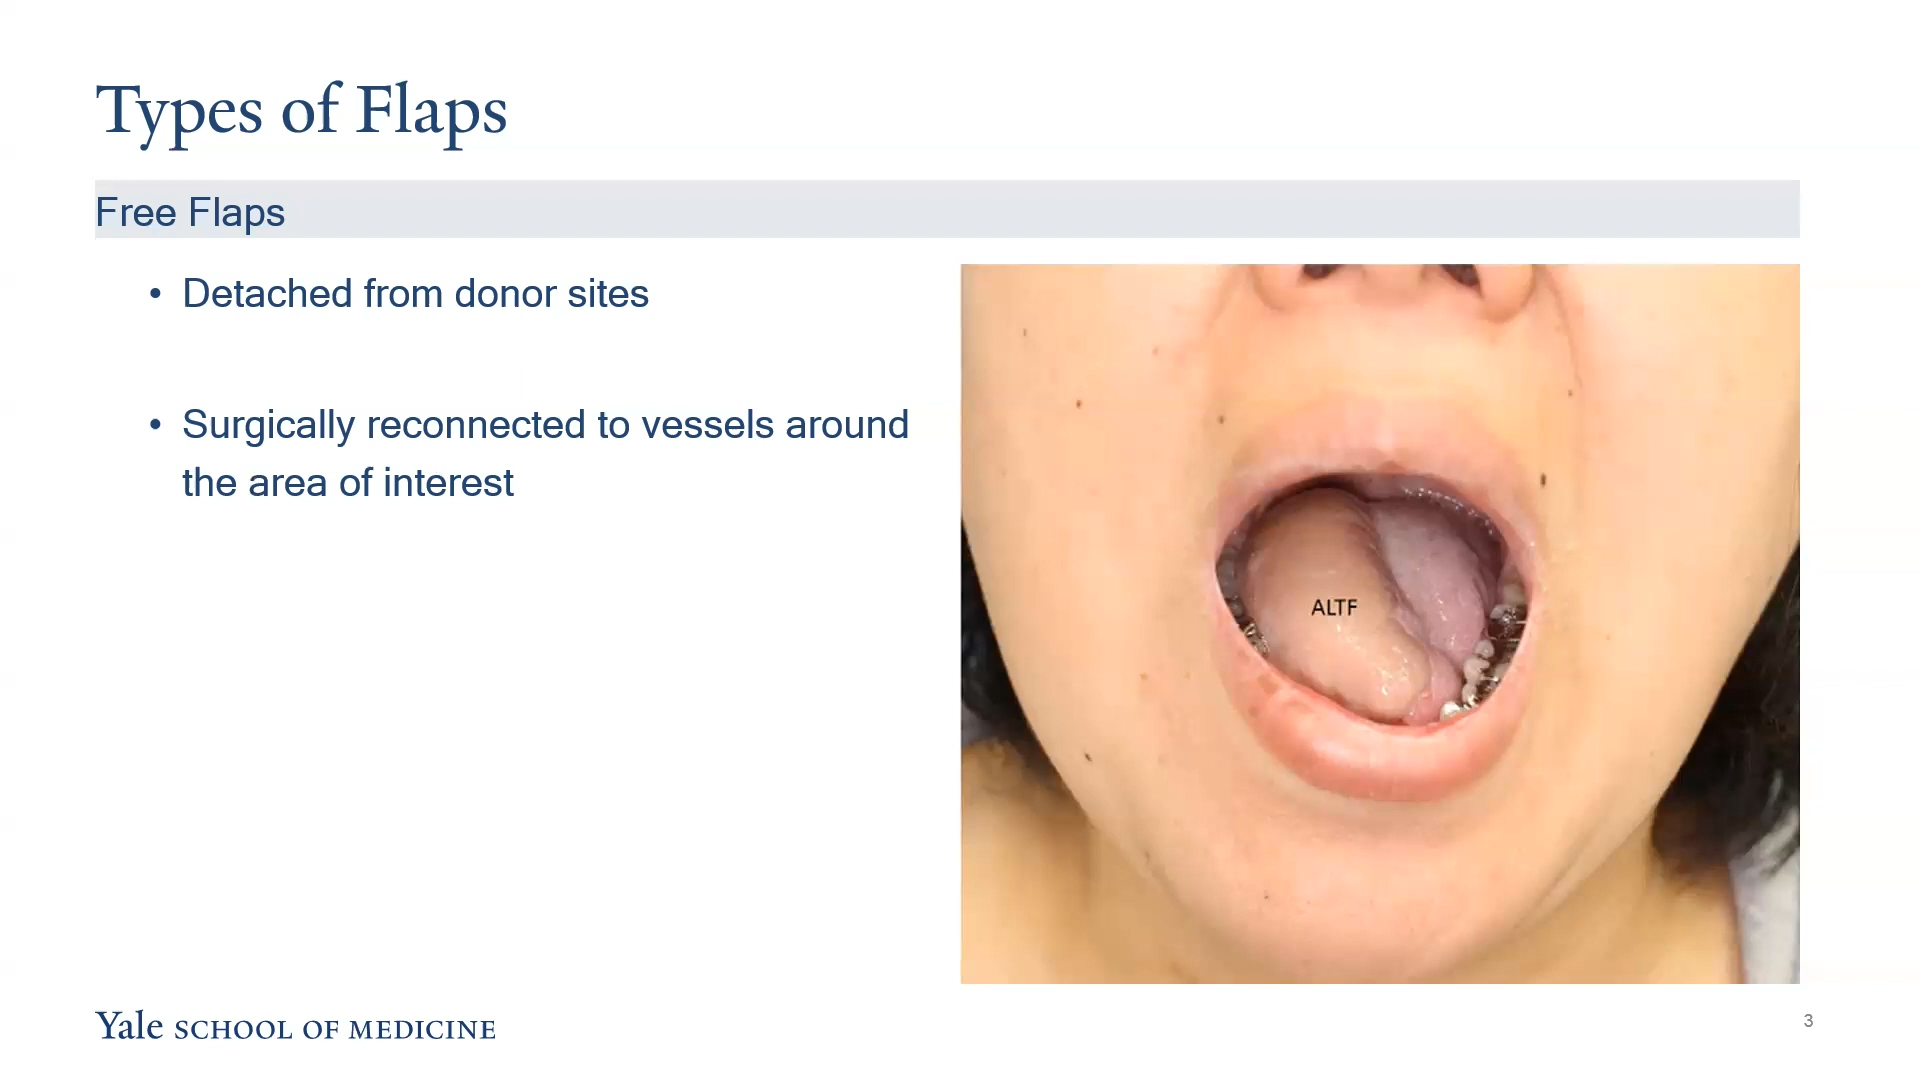 Types of Flaps
Free Flaps
• Detached from donor sites
• Surgically reconnected to vessels around
the area of interest
ALTF
Yale SCHOOL OF MEDICINE
3